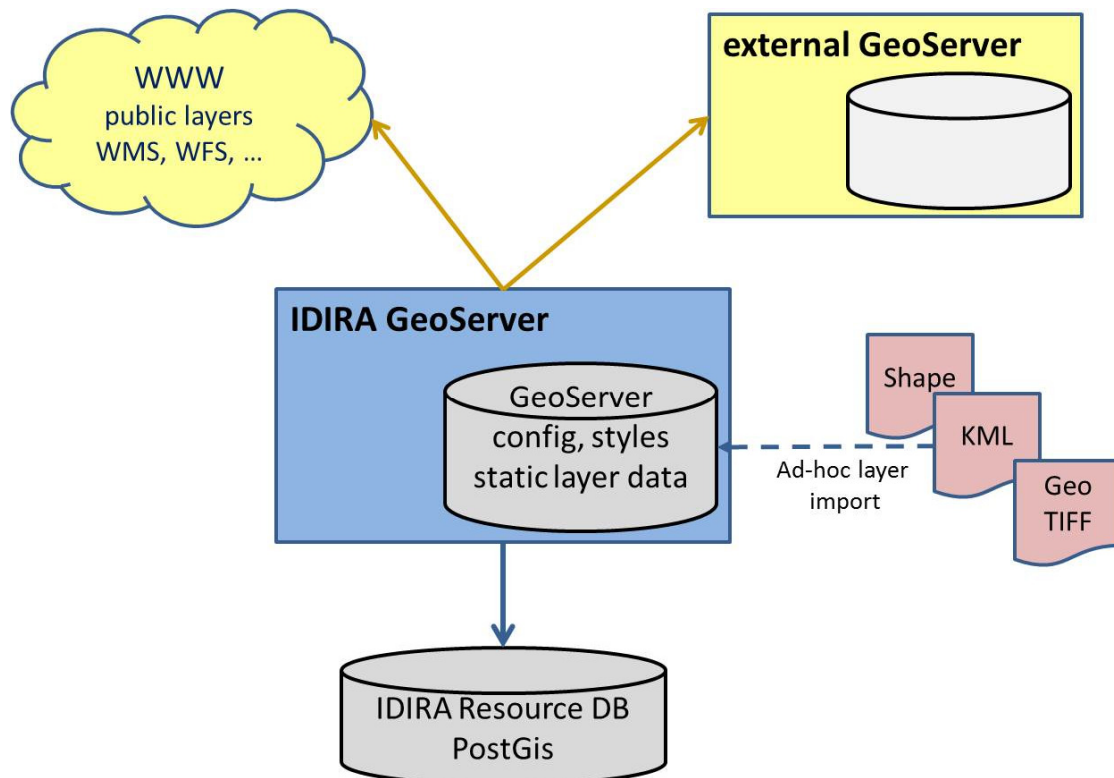 WWW
public layers
WMS, WFS, ...
external GeoServer
IDIRA GeoServer
GeoServer
config, styles
static layer data
Ad-hoc layer
import
Shape
KML
Geo
TIFF
IDIRA Resource DB
PostGis